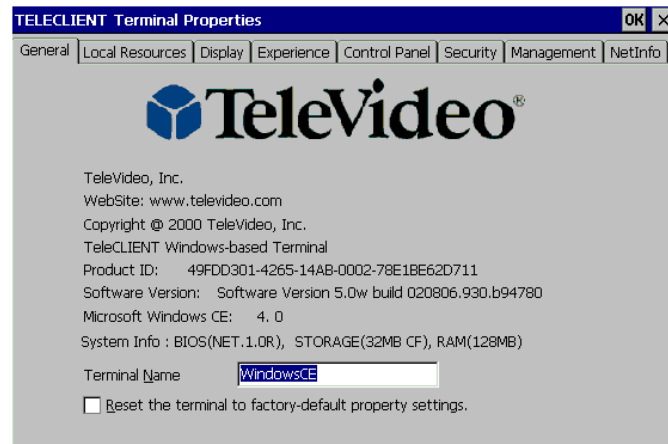 TELECLIENT Terminal Properties OK ×
General Local Resources Display Experience Control Panel Security Management NetInfo
TeleVideo®
TeleVideo, Inc.
WebSite: www.televideo.com
Copyright @ 2000 TeleVideo, Inc.
TeleCLIENT Windows-based Terminal
Product ID: 49FDD301-4265-14AB-0002-78E1BE62D711
Software Version: Software Version 5.0w build 020806.930.b94780
Microsoft Windows CE: 4. 0
System Info : BIOS(NET.1.0R), STORAGE(32MB CF), RAM(128MB)
Terminal Name WindowsCE
Reset the terminal to factory-default property settings.